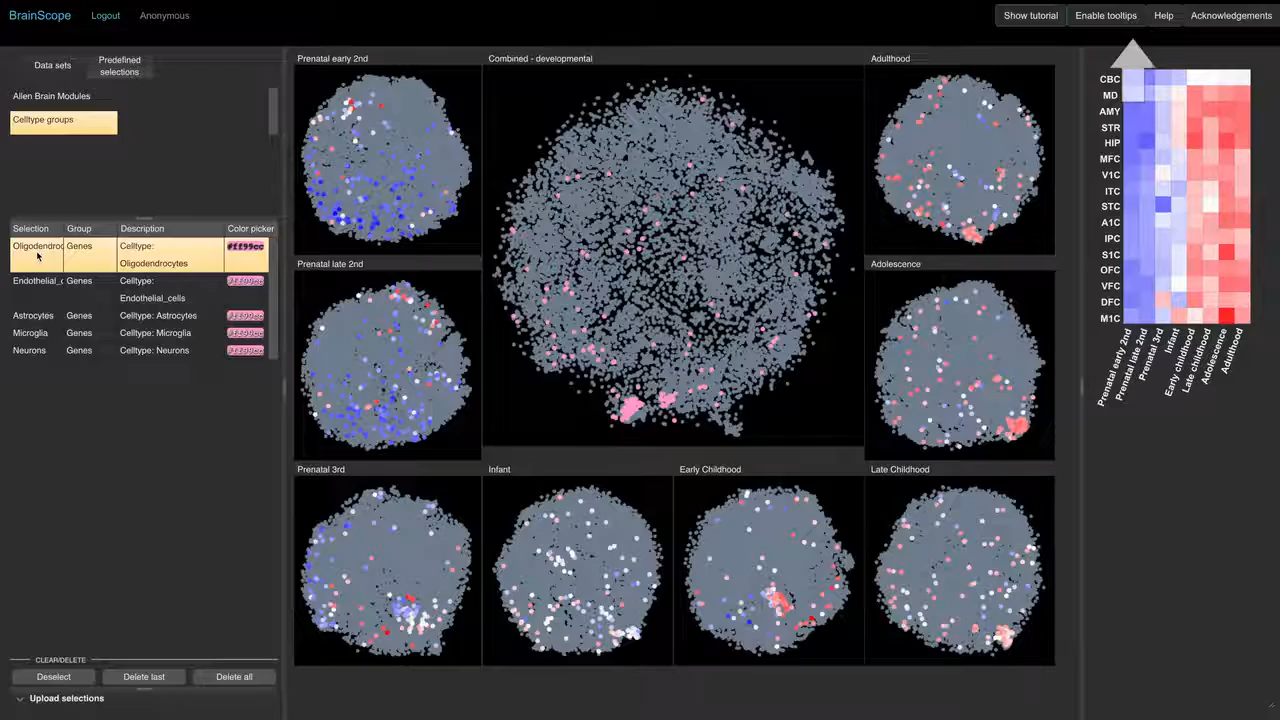 BrainScope Logout Anonymous Show tutorial Enable tooltips Help Acknowledgements
Data sets
Predefined
selections
Allen Brain Modules
Celltype groups
Selection Group Description Color picker
Oligodendroc Genes Celltype:
Oligodendrocytes
#ff99cc
Endothelial_c Genes Celltype:
Endothelial_cells
#ff99cc
Astrocytes Genes Celltype: Astrocytes #ff99cc
Microglia Genes Celltype: Microglia #ff99cc
Neurons Genes Celltype: Neurons #ff99cc
CLEAR/DELETE
Deselect Delete last Delete all
Upload selections
Prenatal early 2nd
Combined - developmental
Adulthood
Prenatal late 2nd
Adolescence
Prenatal 3rd
Infant
Early Childhood
Late Childhood
CBC
MD
AMY
STR
HIP
MFC
V1C
ITC
STC
A1C
IPC
S1C
OFC
VFC
DFC
M1C
Prenatal early 2nd
Prenatal late 2nd
Prenatal 3rd
Infant
Early childhood
Late childhood
Adolescence
Adulthood